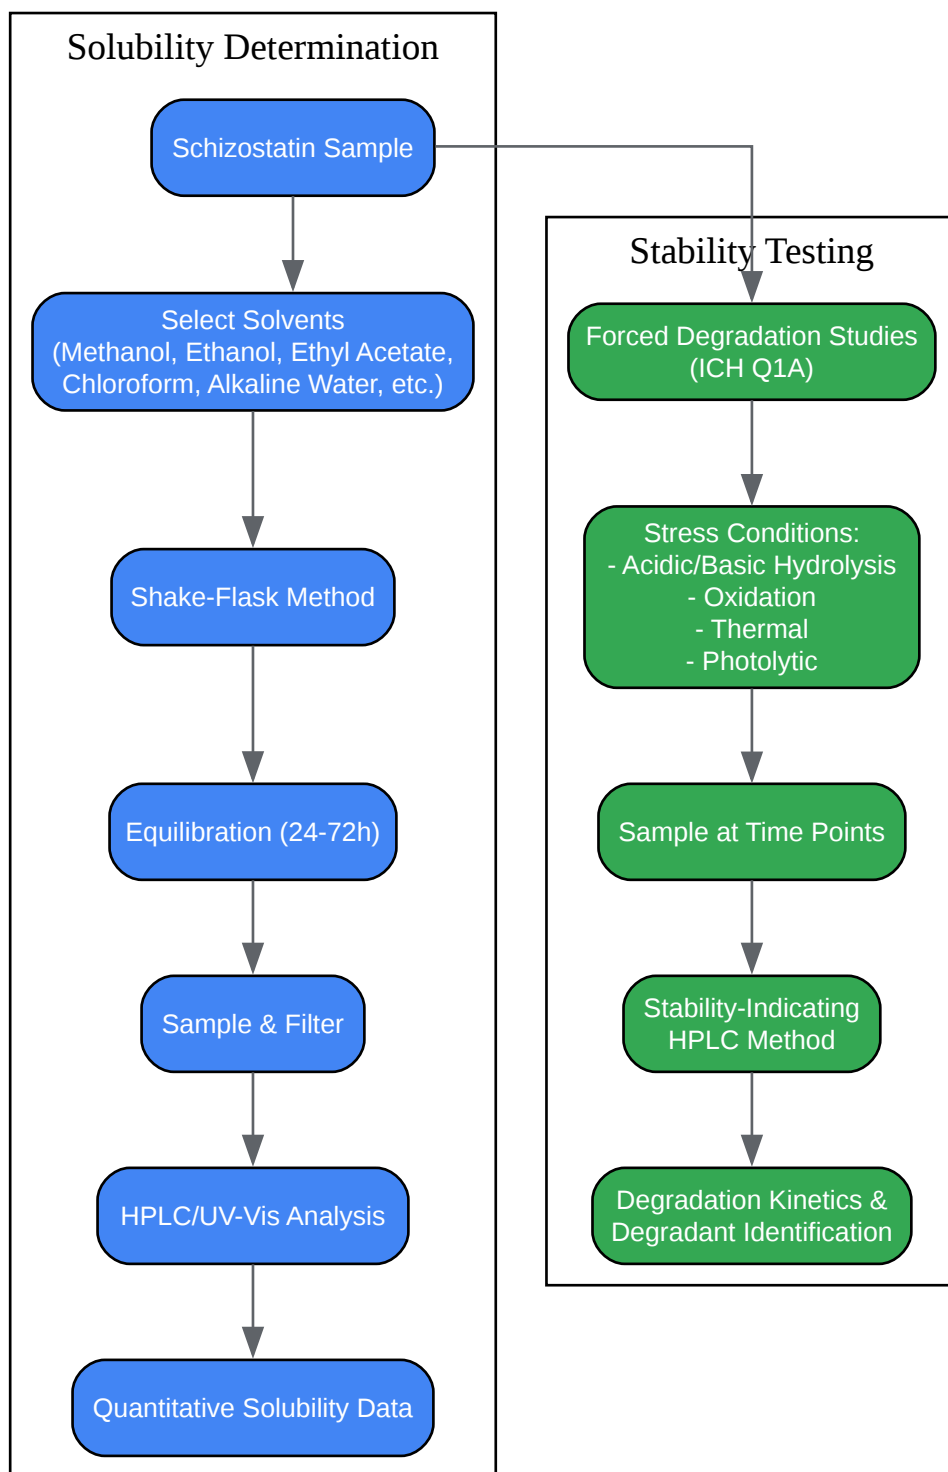 Solubility Determination
Schizostatin Sample
Select Solvents
(Methanol, Ethanol, Ethyl Acetate,
Chloroform, Alkaline Water, etc.)
Shake-Flask Method
Equilibration (24-72h)
Sample & Filter
HPLC/UV-Vis Analysis
Quantitative Solubility Data
Stability Testing
Forced Degradation Studies
(ICH Q1A)
Stress Conditions:
- Acidic/Basic Hydrolysis
- Oxidation
- Thermal
- Photolytic
Sample at Time Points
Stability-Indicating
HPLC Method
Degradation Kinetics &
Degradant Identification